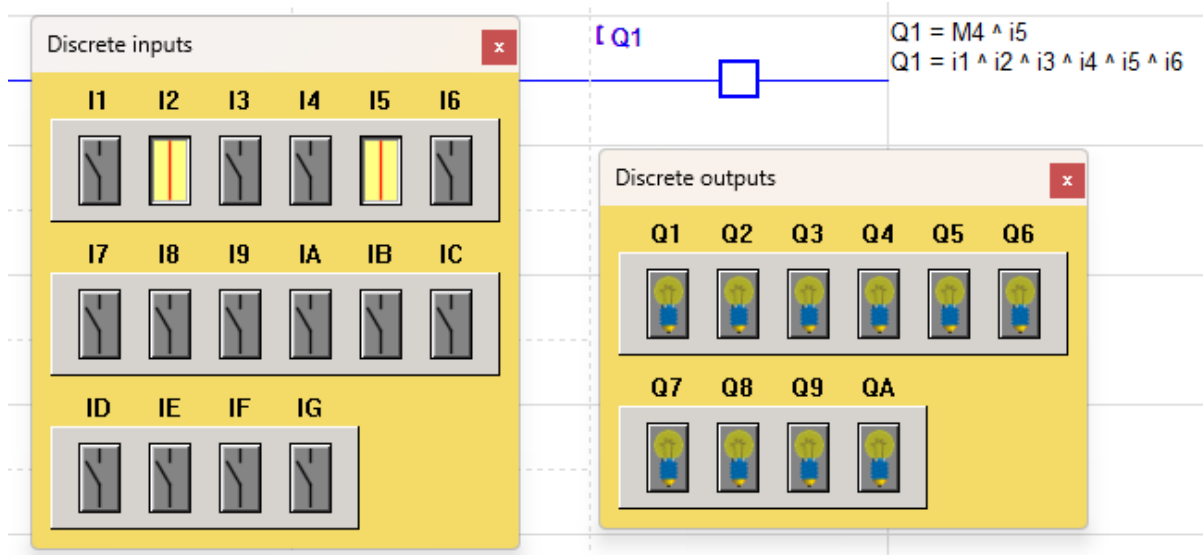 Discrete inputs
x
I1 I2 I3 I4 I5 I6
I7 I8 I9 IA IB IC
ID IE IF IG
[ Q1
Q1 = M4 ^ i5
Q1 = i1 ^ i2 ^ i3 ^ i4 ^ i5 ^ i6
Discrete outputs
x
Q1 Q2 Q3 Q4 Q5 Q6
Q7 Q8 Q9 QA